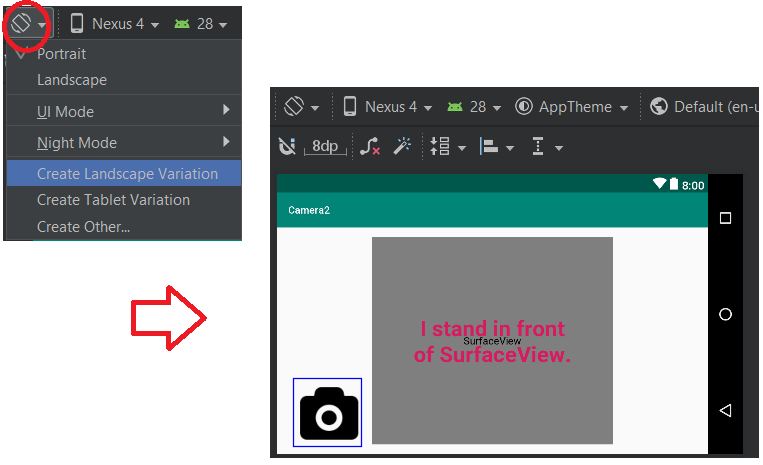 Nexus 4
28
Portrait
Landscape
UI Mode
Night Mode
Create Landscape Variation
Create Tablet Variation
Create Other...
Nexus 4
28
AppTheme
Default (en-u
8dp
8:00
Camera2
I stand in front
SurfaceView
of SurfaceView.